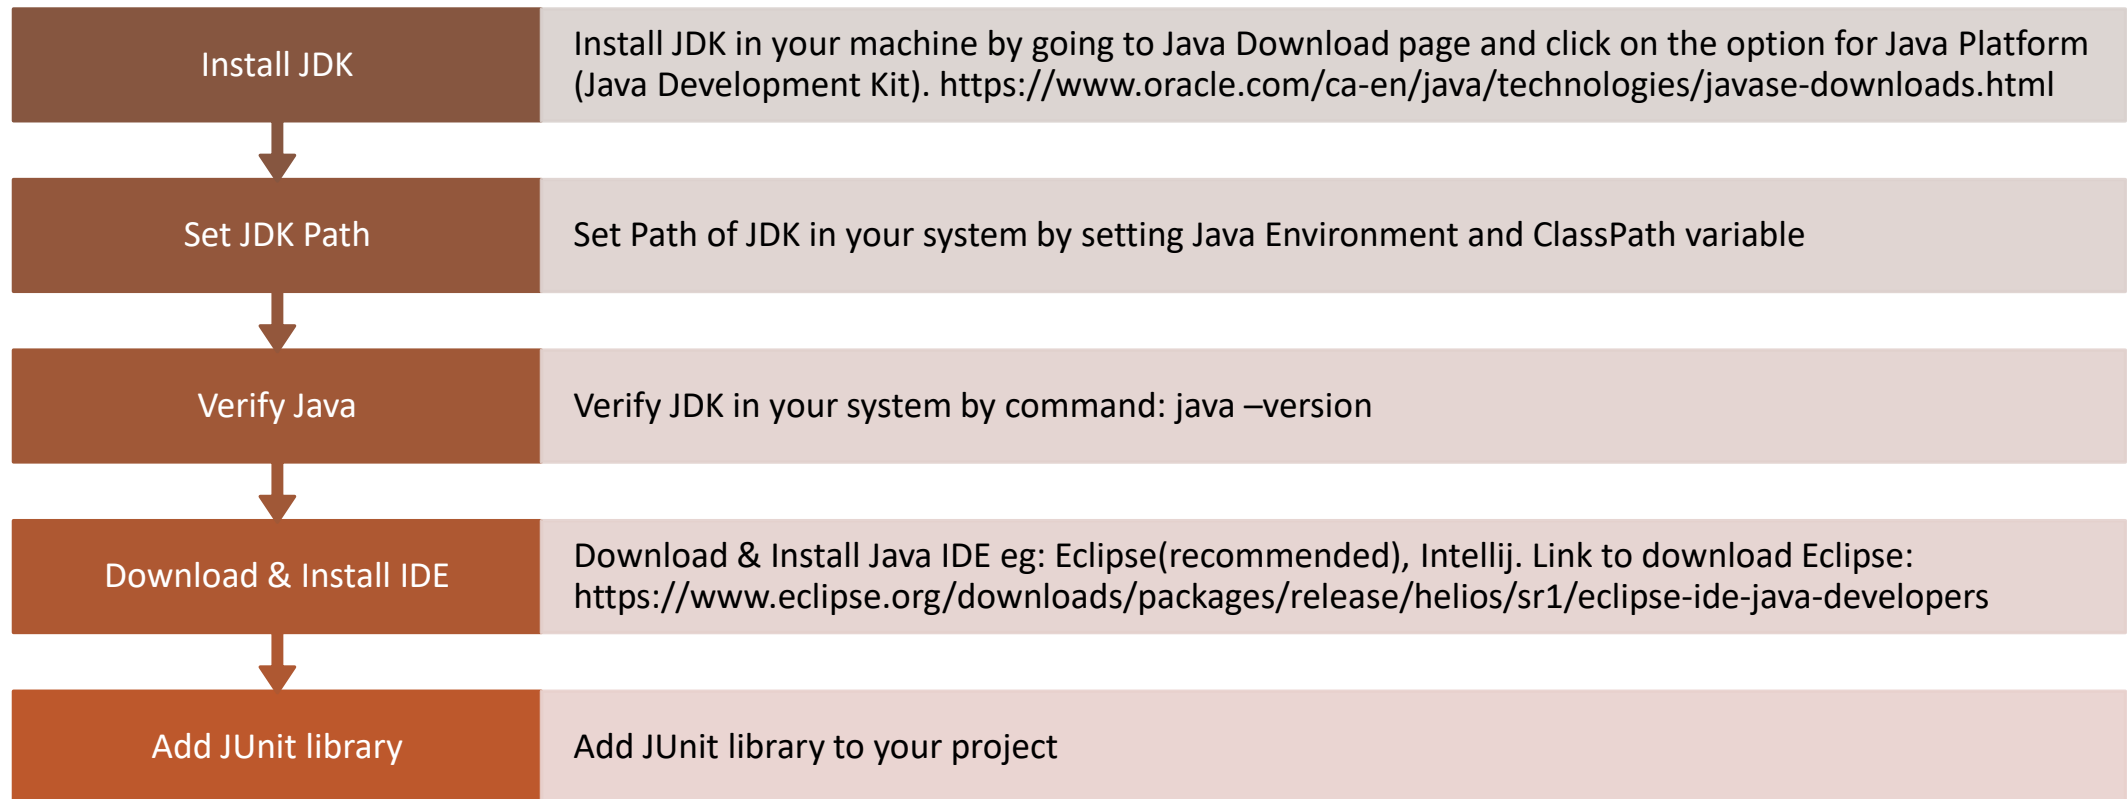 Install JDK
Install JDK in your machine by going to Java Download page and click on the option for Java Platform
(Java Development Kit). https://www.oracle.com/ca-en/java/technologies/javase-downloads.html
Set JDK Path
Set Path of JDK in your system by setting Java Environment and ClassPath variable
Verify Java
Verify JDK in your system by command: java –version
Download & Install IDE
Download & Install Java IDE eg: Eclipse(recommended), Intellij. Link to download Eclipse:
https://www.eclipse.org/downloads/packages/release/helios/sr1/eclipse-ide-java-developers
Add JUnit library
Add JUnit library to your project